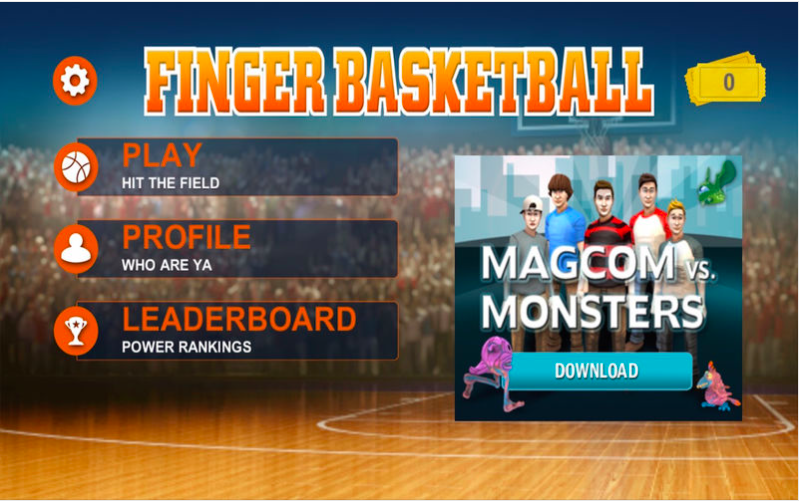 FINGER BASKETBALL
0
PLAY
HIT THE FIELD
PROFILE
WHO ARE YA
LEADERBOARD
POWER RANKINGS
MAGCOM VS.
MONSTERS
DOWNLOAD